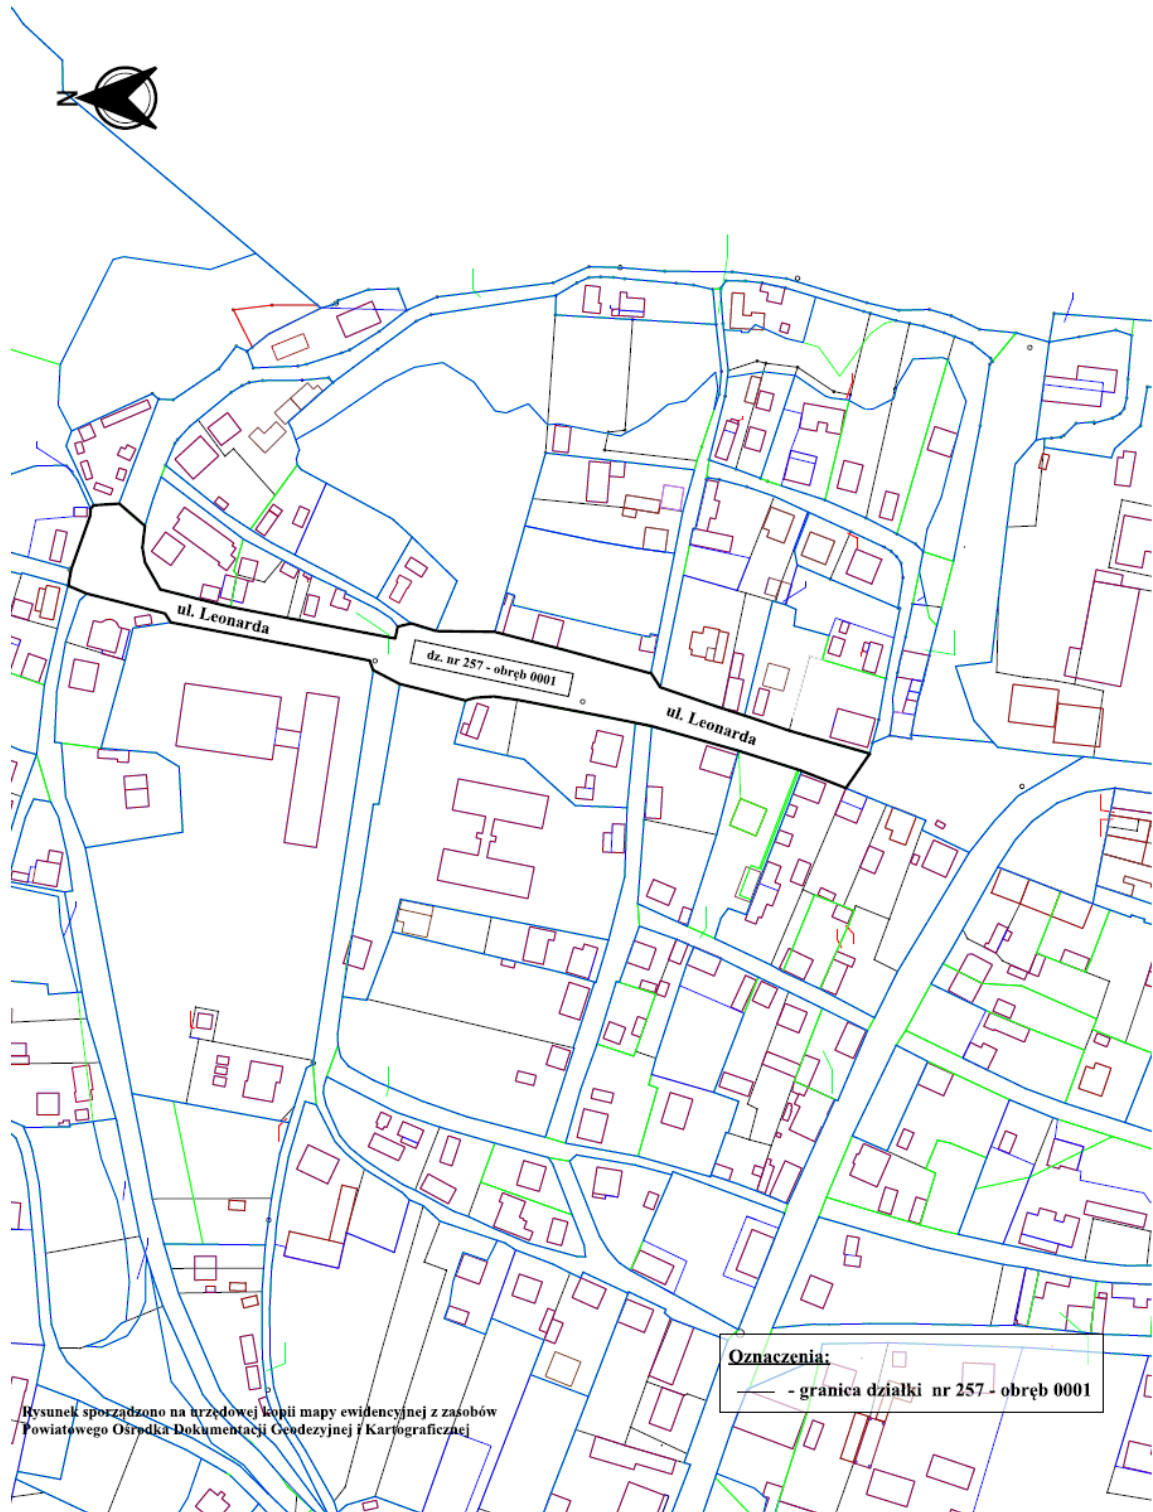 N
ul. Leonarda
dz. nr 257 - obręb 0001
ul. Leonarda
Oznaczenia:
- granica działki nr 257 - obręb 0001
Rysunek sporządzono na urzędowej kopii mapy ewidencyjnej z zasobów
Powiatowego Ośrodka Dokumentacji Geodezyjnej i Kartograficznej